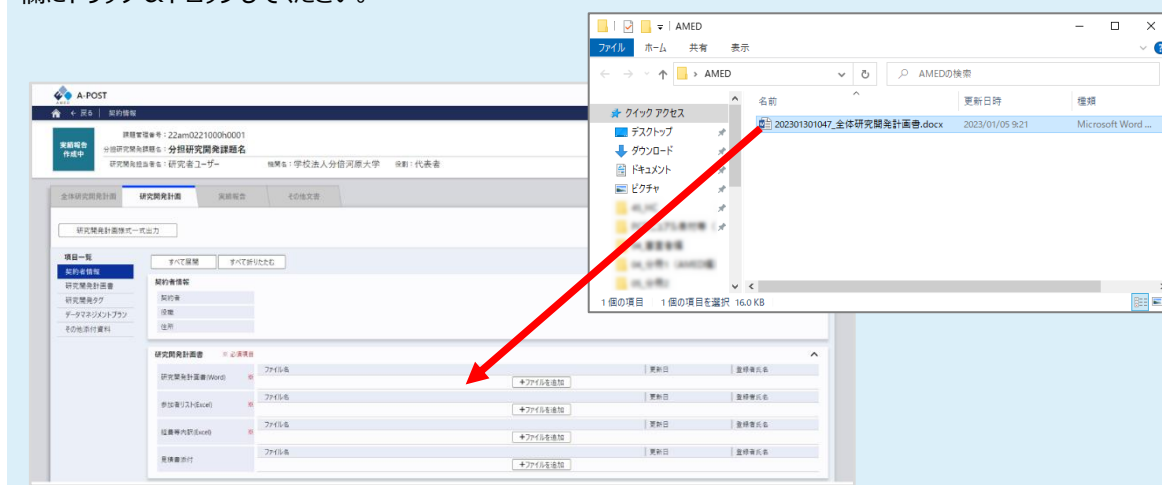 欄にドラッグ&ドロップしてください。
AMED
ファイル ホーム 共有 表示
AMED
AMEDの検索
名前 更新日時 種類
クイック アクセス
デスクトップ
ダウンロード
ドキュメント
ピクチャ
202301301047_全体研究開発計画書.docx 2023/01/05 9:21 Microsoft Word ...
1 個の項目 1 個の項目を選択 16.0 KB
AMED A-POST
戻る 契約情報
実績報告
作成中
課題管理番号：22am0221000h0001
分担研究開発課題名：分担研究開発課題名
研究開発担当者名：研究者ユーザー 機関名：学校法人分倍河原大学 役割：代表者
全体研究開発計画 研究開発計画 実績報告 その他文書
研究開発計画様式一式出力
項目一覧
契約者情報
研究開発計画書
研究開発タグ
データマネジメントプラン
その他添付資料
すべて展開 すべて折りたたむ
契約者情報
契約者
役職
住所
研究開発計画書 ※ 必須項目
研究開発計画書(Word) ※ ファイル名 更新日 登録者氏名
+ファイルを追加
参加者リスト(Excel) ※ ファイル名 更新日 登録者氏名
+ファイルを追加
経費等内訳(Excel) ※ ファイル名 更新日 登録者氏名
+ファイルを追加
見積書添付 ファイル名 更新日 登録者氏名
+ファイルを追加